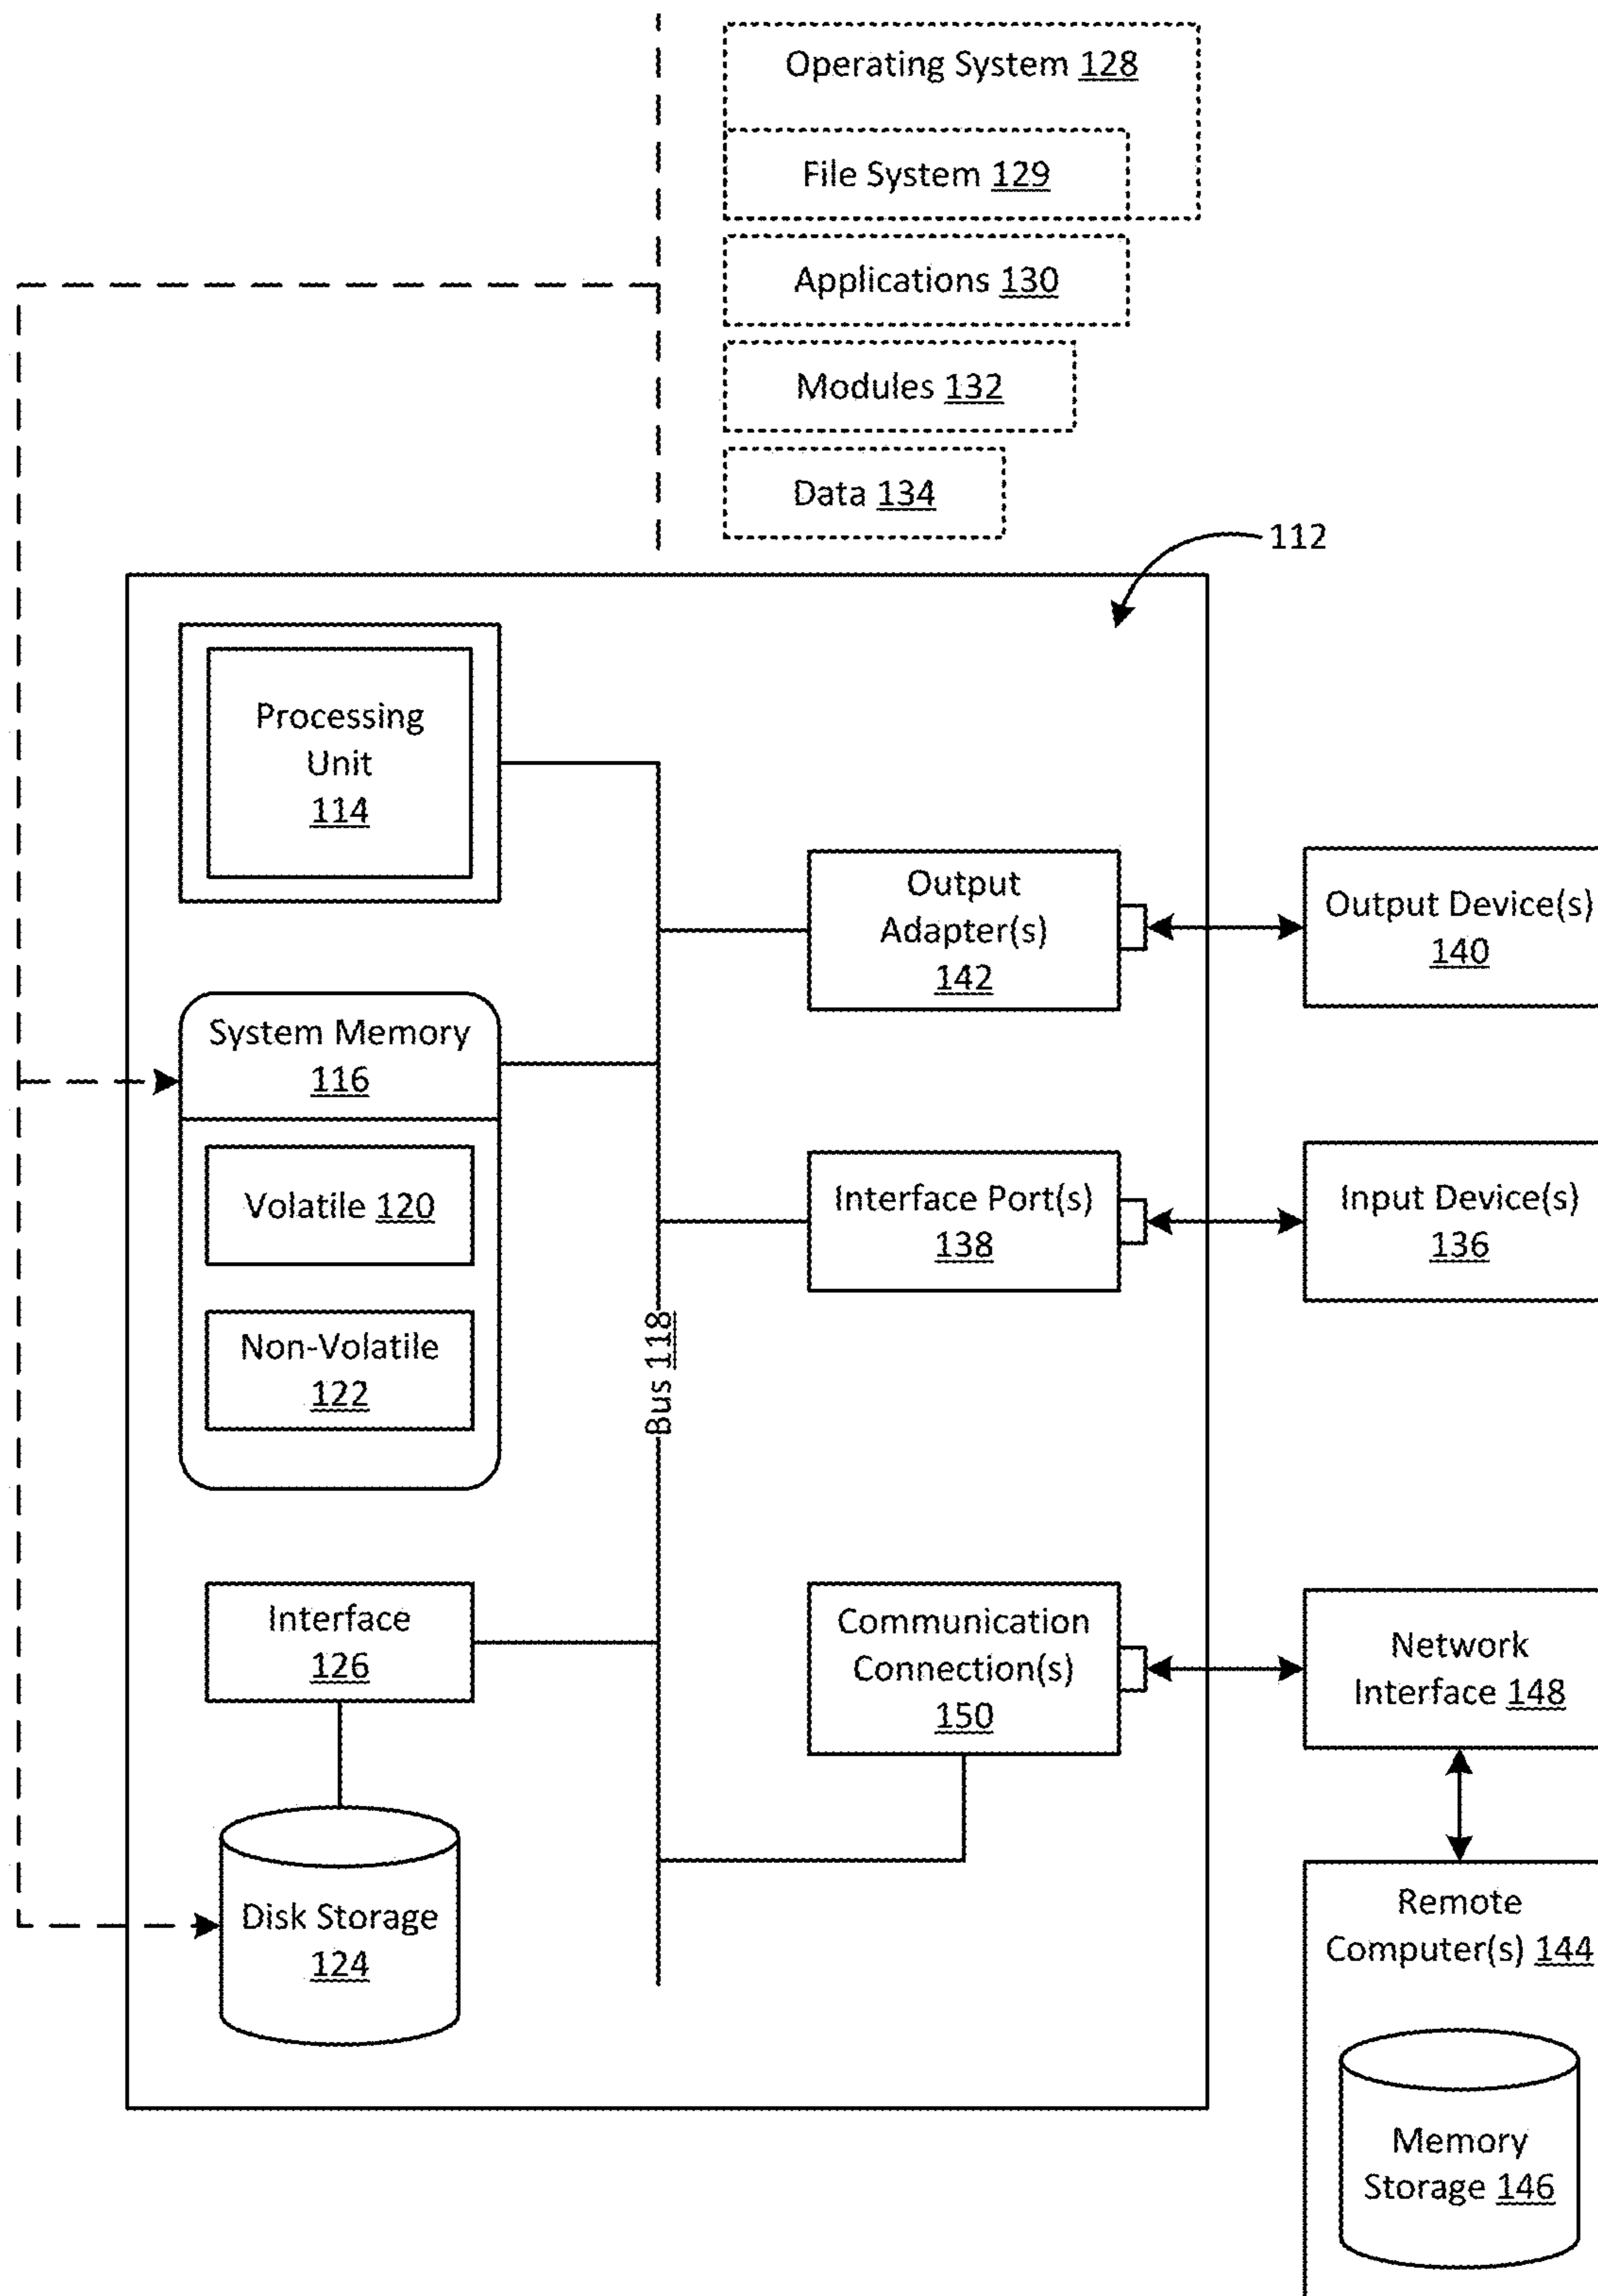 Operating System 128
File System 129
Applications 130
Modules 132
Data 134
112
Processing
Unit
114
Output
Adapter(s)
142
Output Device(s)
140
System Memory
116
Volatile 120
Non-Volatile
122
Interface Port(s)
138
Input Device(s)
136
Bus 118
Interface
126
Communication
Connection(s)
150
Network
Interface 148
Disk Storage
124
Remote
Computer(s) 144
Memory
Storage 146